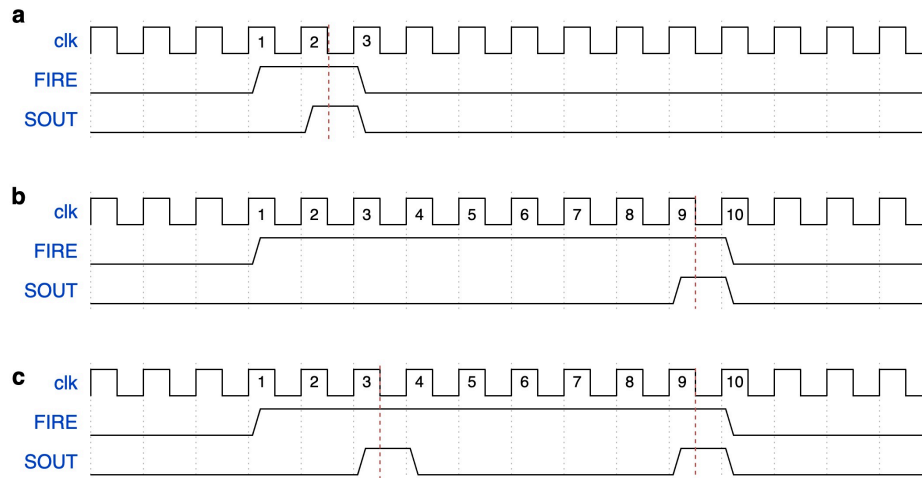 a
clk 1 2 3
FIRE
SOUT
b
clk 1 2 3 4 5 6 7 8 9 10
FIRE
SOUT
c
clk 1 2 3 4 5 6 7 8 9 10
FIRE
SOUT